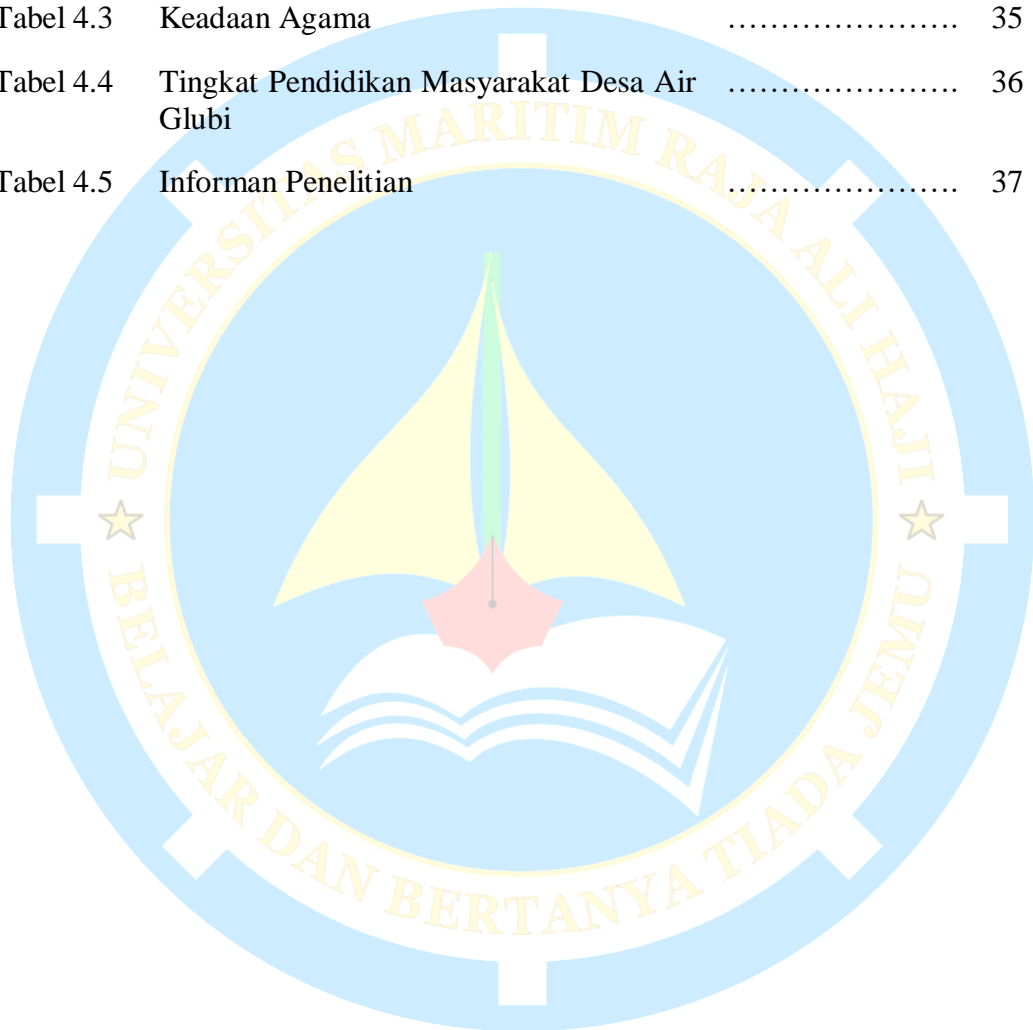 Tabel 4.3 Keadaan Agama ...................... 35
Tabel 4.4 Tingkat Pendidikan Masyarakat Desa Air ...................... 36
Glubi
Tabel 4.5 Informan Penelitian ...................... 37
UNIVERSITAS MARITIM RAJA ALI HAJI
BELAJAR DAN BERTANYA TIADA JEMU